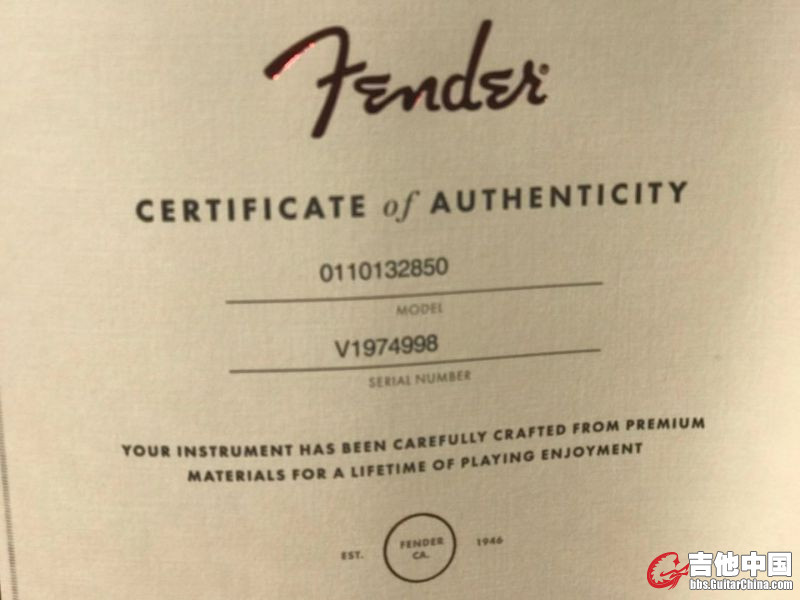 Fender®
CERTIFICATE of AUTHENTICITY
0110132850
MODEL
V1974998
SERIAL NUMBER
YOUR INSTRUMENT HAS BEEN CAREFULLY CRAFTED FROM PREMIUM
MATERIALS FOR A LIFETIME OF PLAYING ENJOYMENT
EST. FENDER CA. 1946
吉他中国
bbs.GuitarChina.com